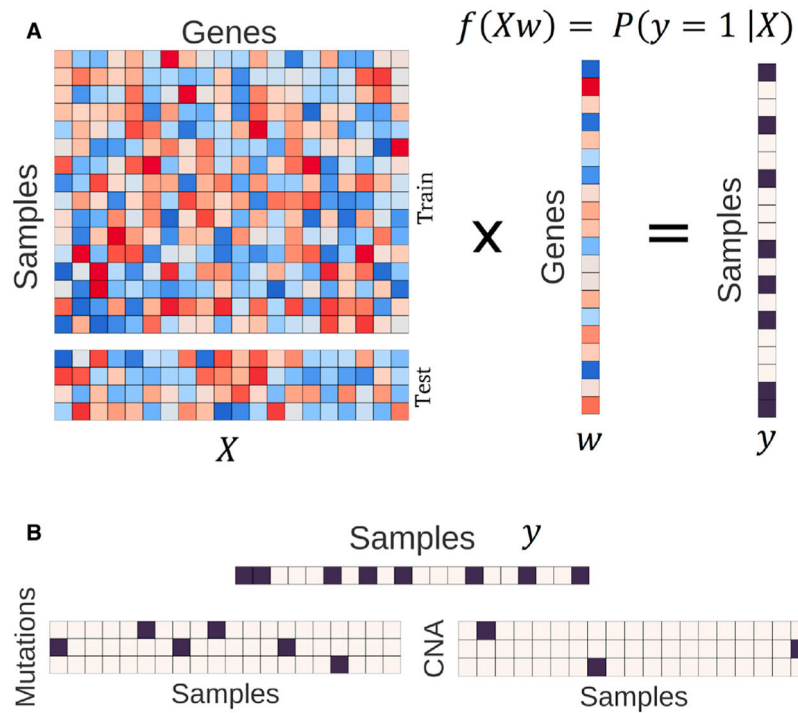 A
Genes
f(Xw) = P(y = 1 |X)
Samples
Train
Test
X
x
Genes
w
=
Samples
y
B
Samples y
Mutations
Samples
CNA
Samples